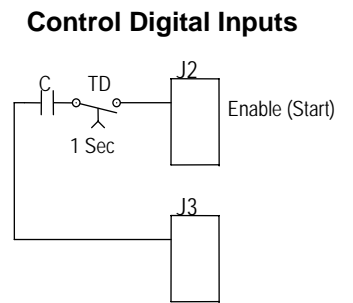 Control Digital Inputs
J2
C TD
Enable (Start)
1 Sec
J3